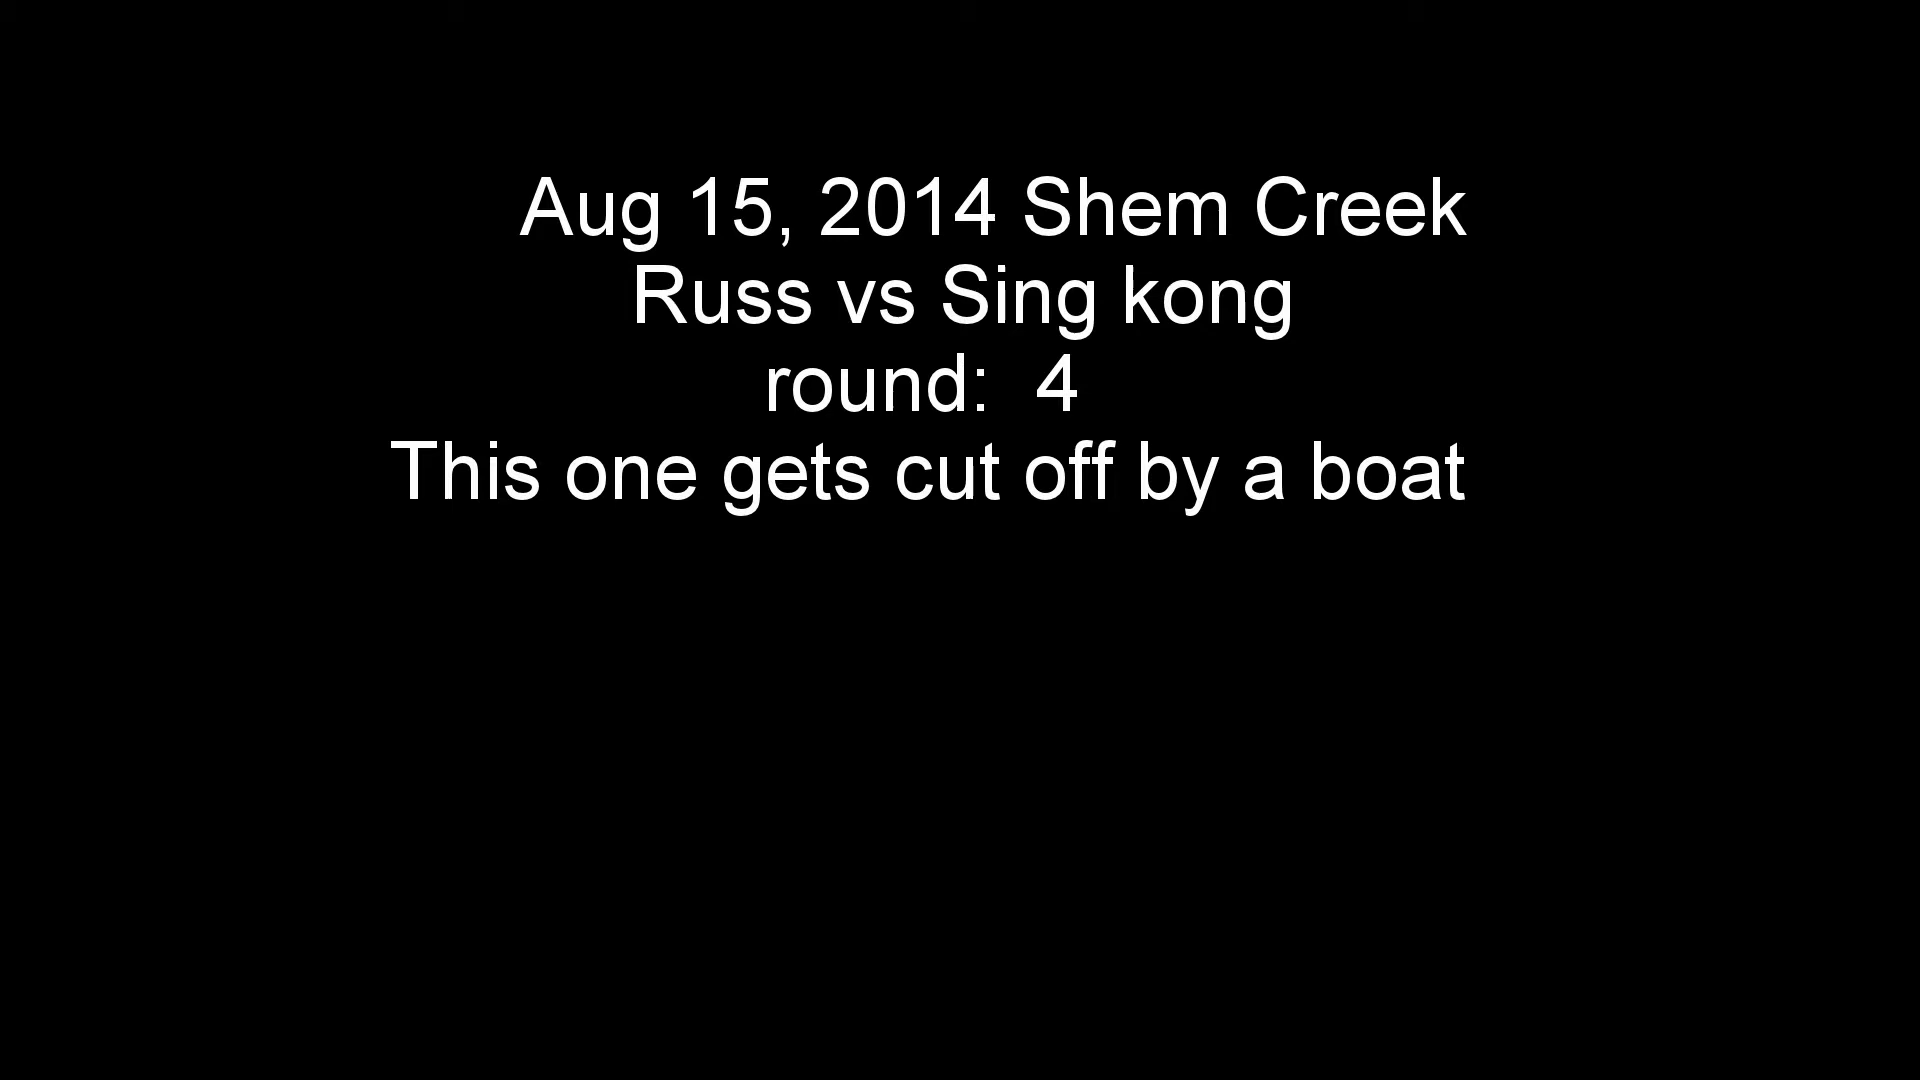 Aug 15, 2014 Shem Creek
Russ vs Sing kong
round:  4
This one gets cut off by a boat